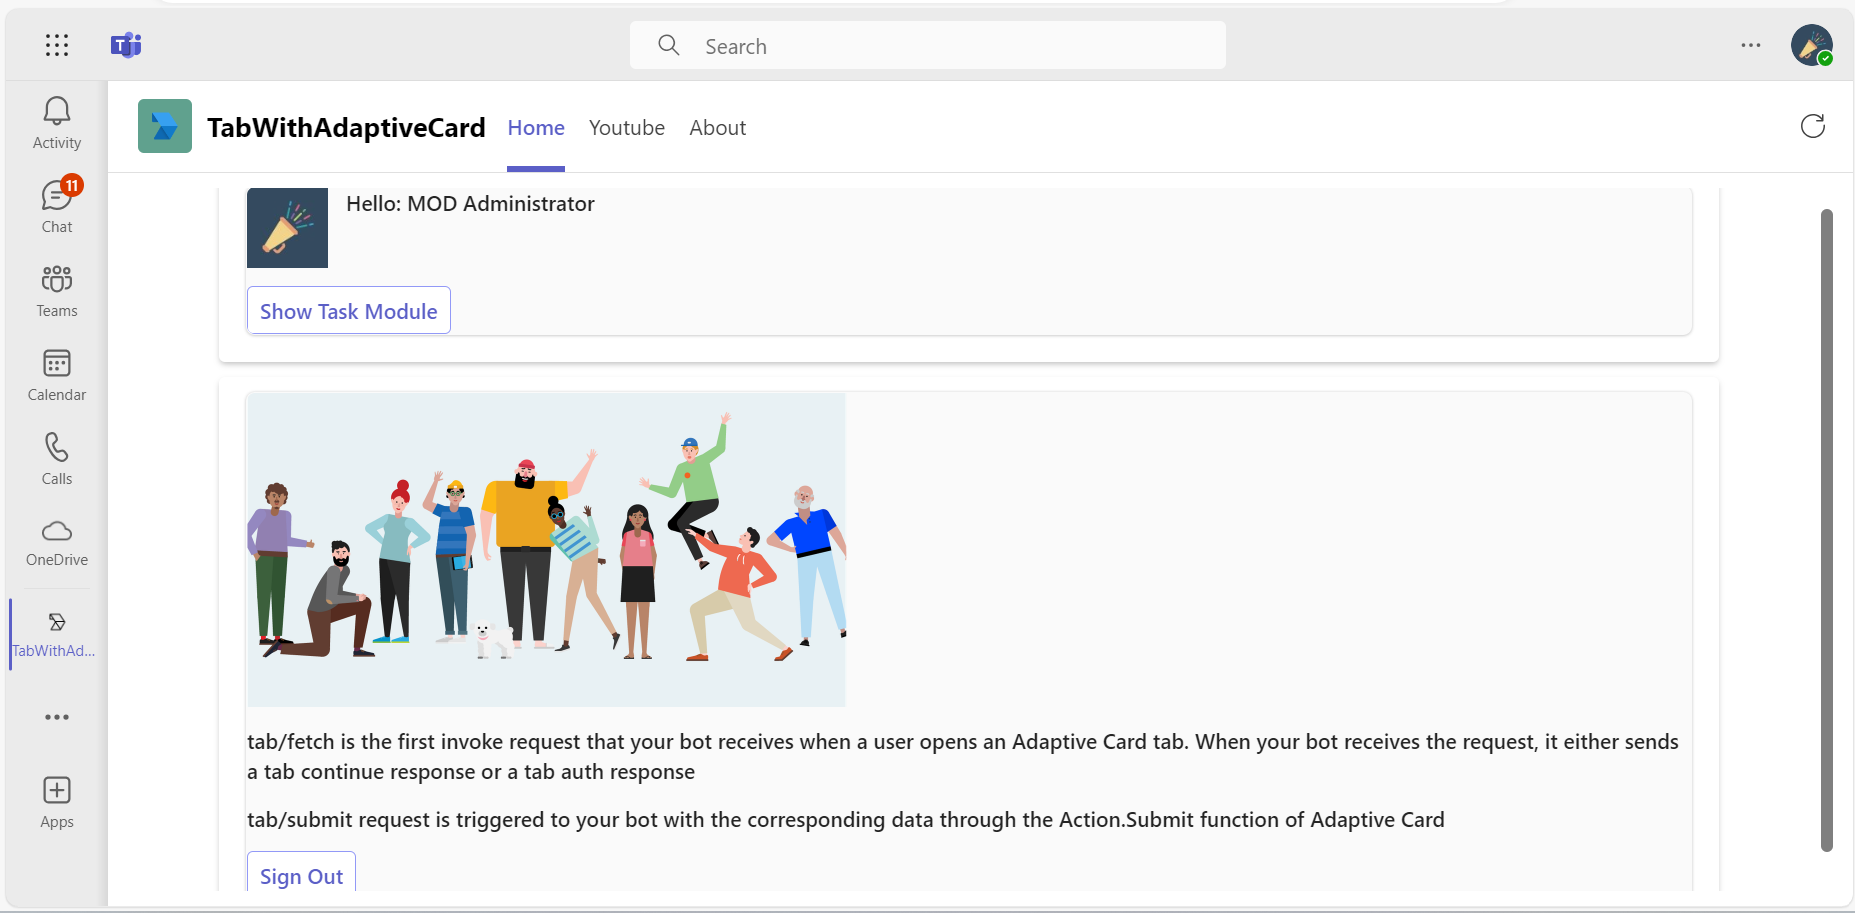 T
Search
Activity
11
Chat
Teams
Calendar
Calls
OneDrive
TabWithAd...
Apps
TabWithAdaptiveCard
Home
Youtube
About
Hello: MOD Administrator
Show Task Module
tab/fetch is the first invoke request that your bot receives when a user opens an Adaptive Card tab. When your bot receives the request, it either sends
a tab continue response or a tab auth response
tab/submit request is triggered to your bot with the corresponding data through the Action.Submit function of Adaptive Card
Sign Out